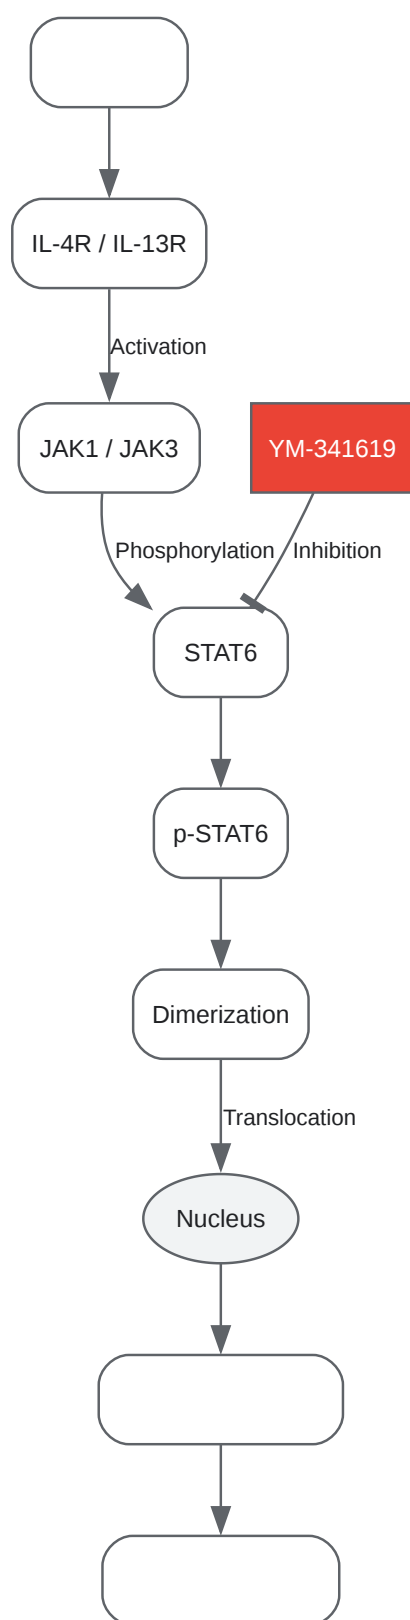 IL-4R / IL-13R
Activation
JAK1 / JAK3
YM-341619
Phosphorylation
Inhibition
STAT6
p-STAT6
Dimerization
Translocation
Nucleus